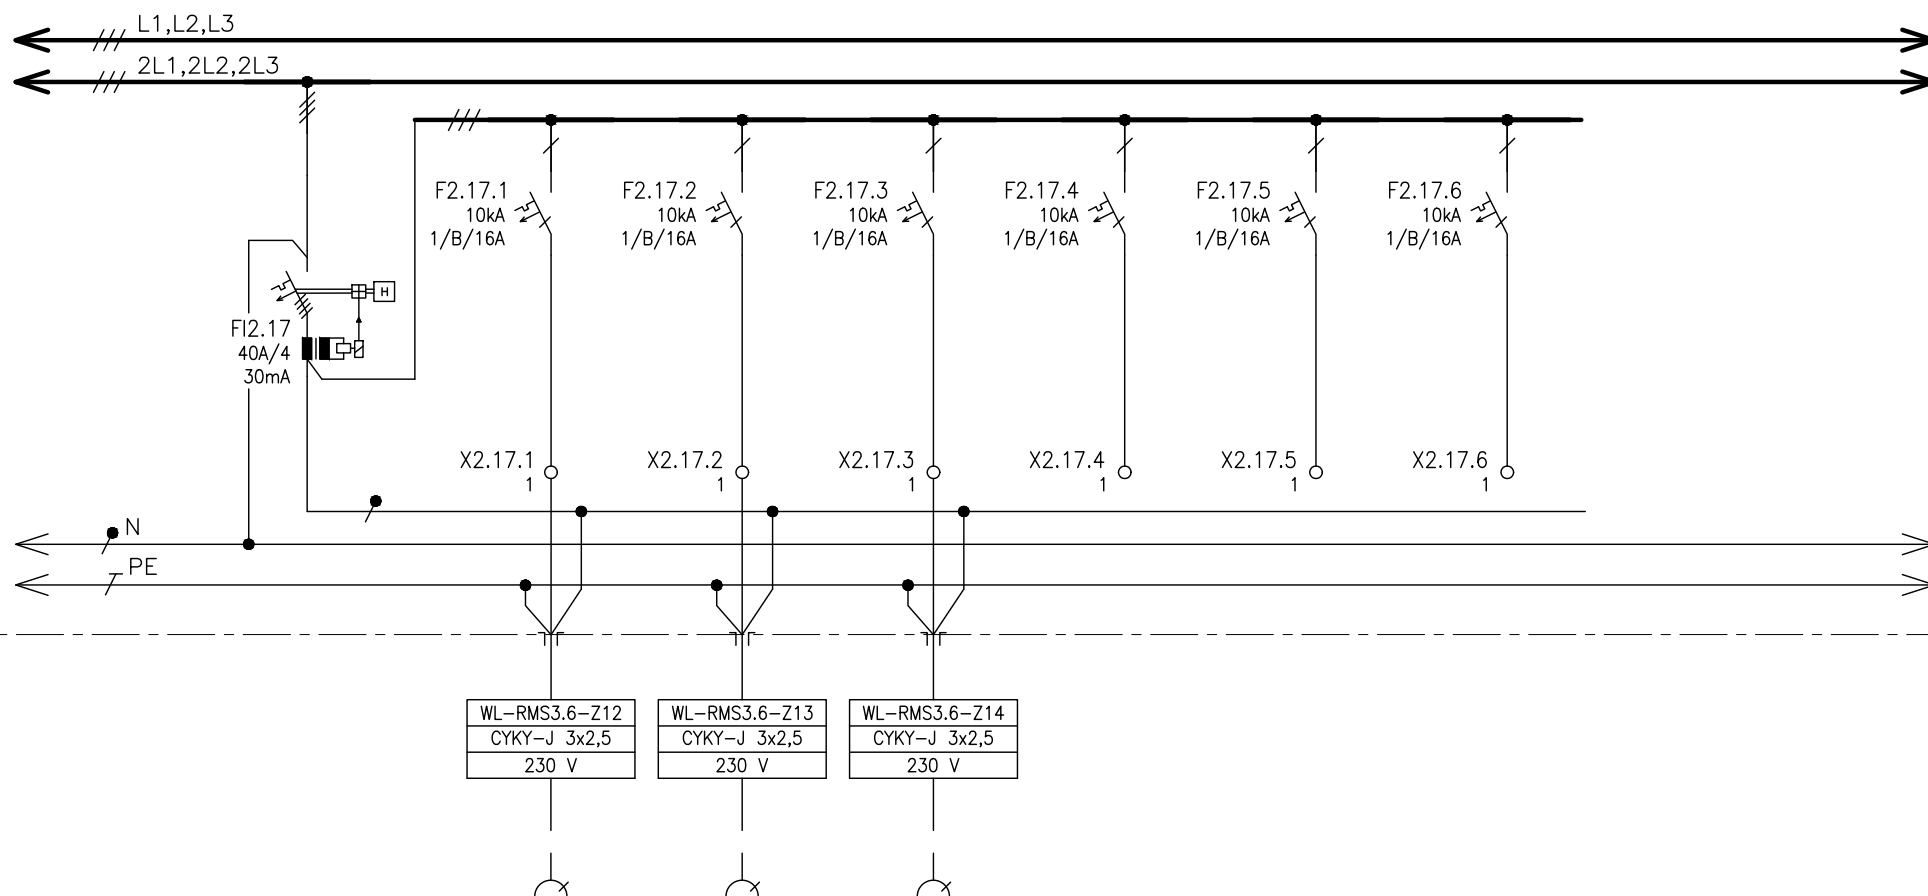 L1,L2,L3
2L1,2L2,2L3
F2.17.1
10kA
1/B/16A
F2.17.2
10kA
1/B/16A
F2.17.3
10kA
1/B/16A
F2.17.4
10kA
1/B/16A
F2.17.5
10kA
1/B/16A
F2.17.6
10kA
1/B/16A
H
FI2.17
40A/4
30mA
X2.17.1
1
X2.17.2
1
X2.17.3
1
X2.17.4
1
X2.17.5
1
X2.17.6
1
N
PE
WL-RMS3.6-Z12
CYKY-J 3x2,5
230 V
WL-RMS3.6-Z13
CYKY-J 3x2,5
230 V
WL-RMS3.6-Z14
CYKY-J 3x2,5
230 V